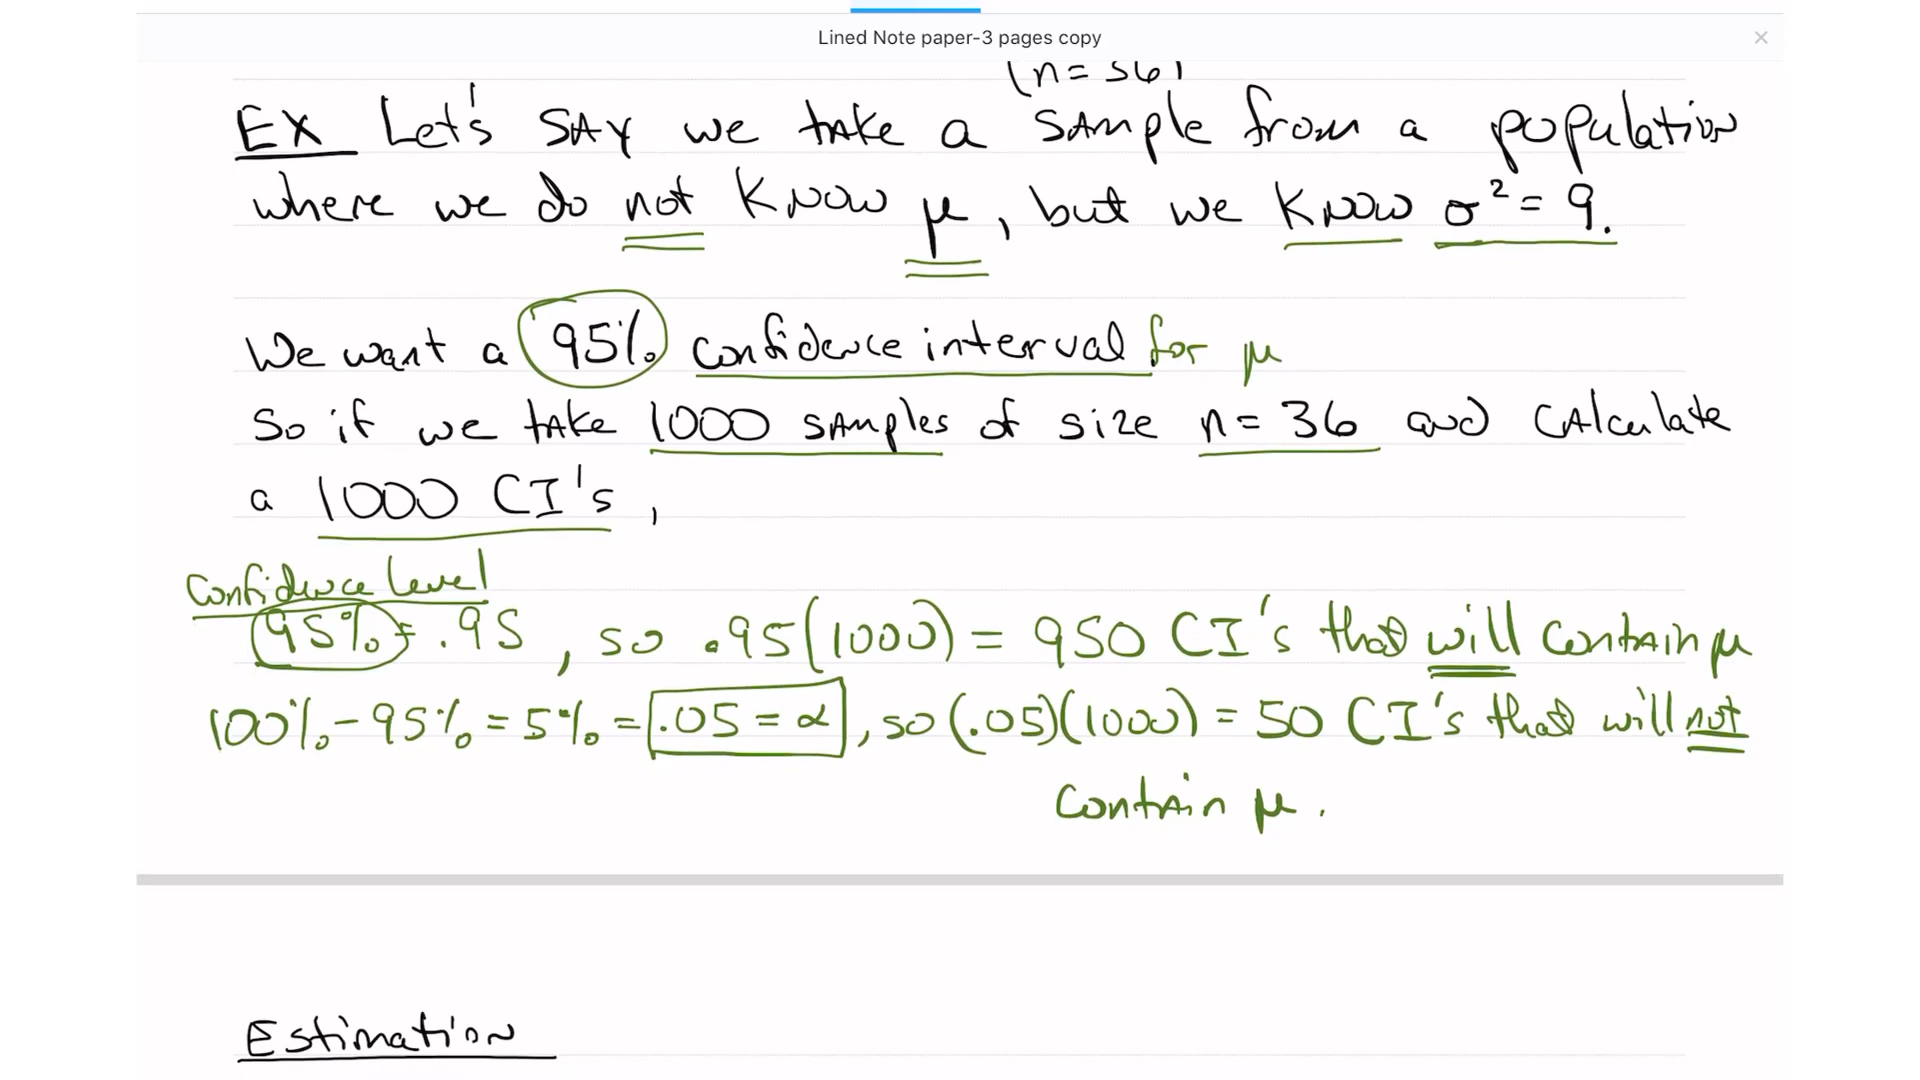 Lined Note paper-3 pages copy
(n=36)
EX Let's SAY we take a sample from a population
where we do not know μ, but we know σ²=9.
We want a 95% confidence interval for μ
So if we take 1000 samples of size n=36 and calculate
a 1000 CI's,
Confidence level
95% = .95, so .95(1000) = 950 CI's that will contain μ
100% - 95% = 5% = .05 = α, so (.05)(1000) = 50 CI's that will not
contain μ.
Estimation